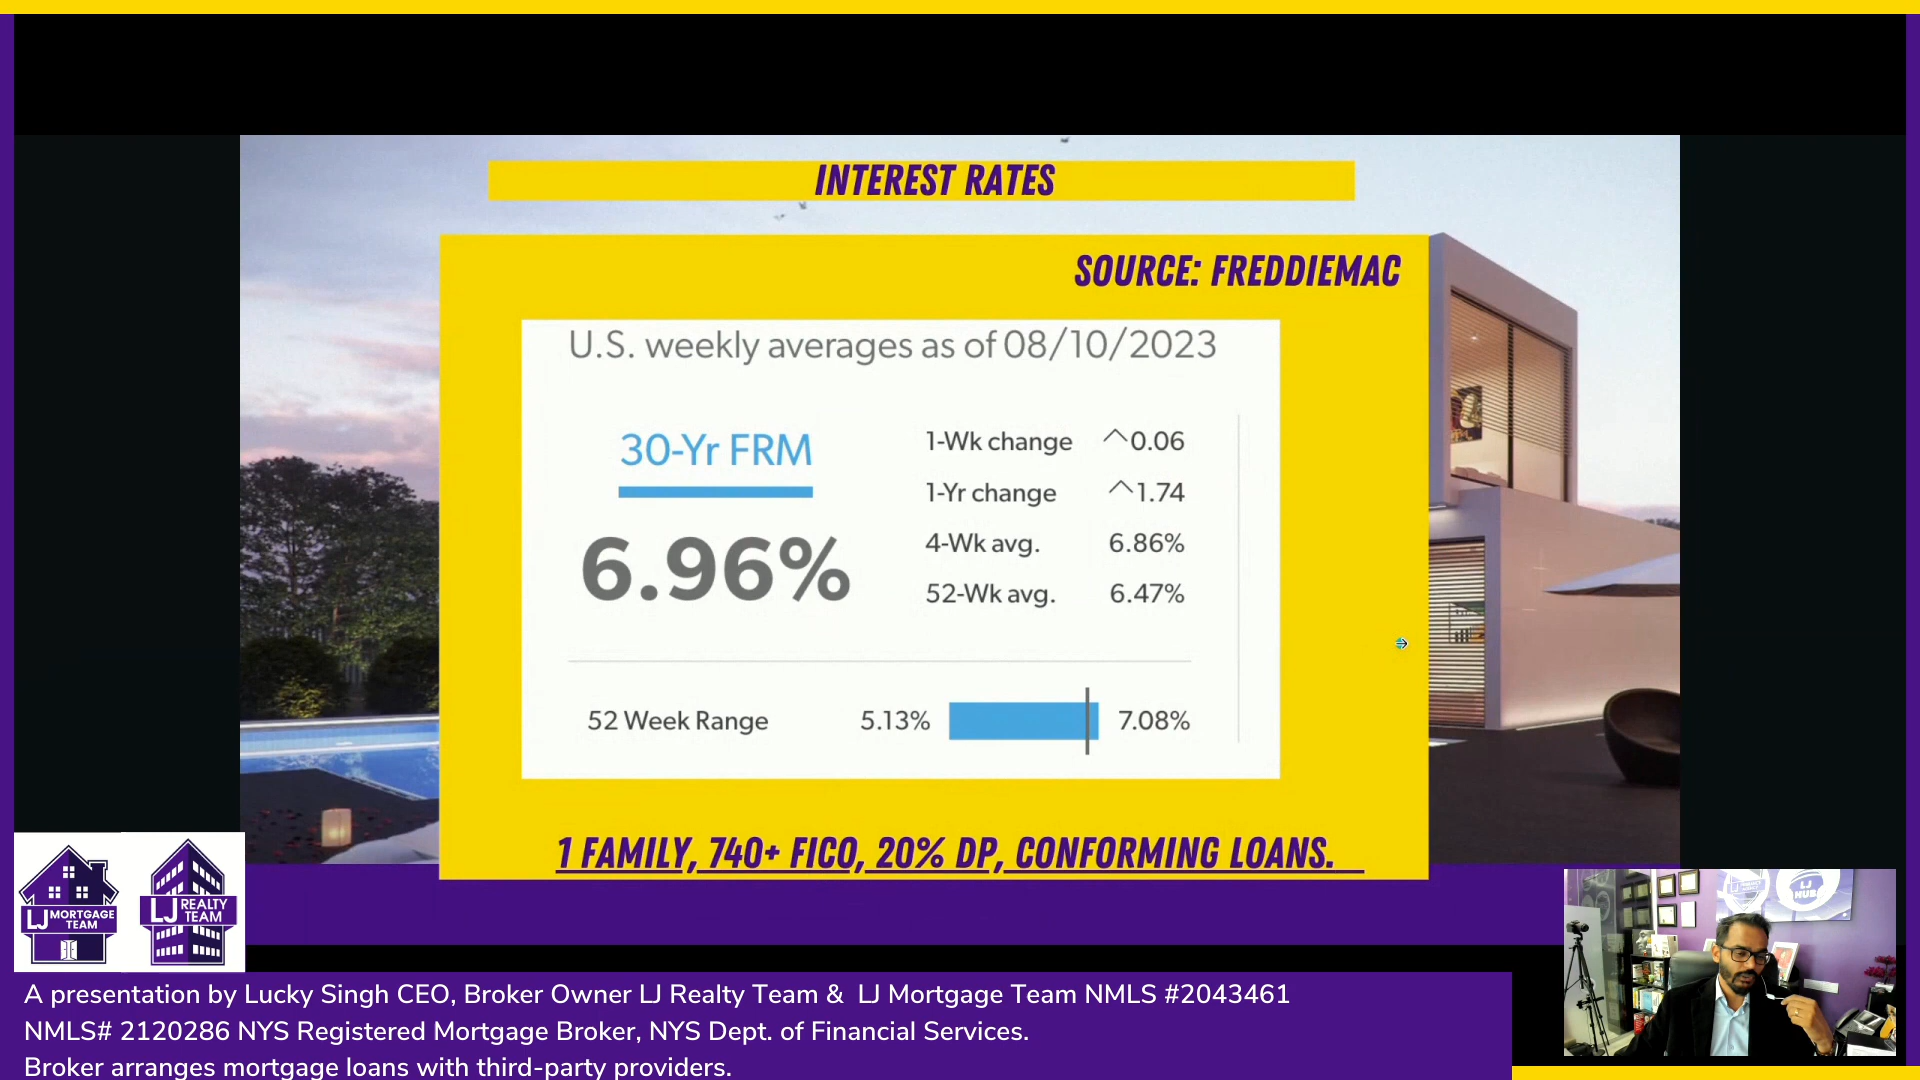 INTEREST RATES
SOURCE: FREDDIEMAC
U.S. weekly averages as of 08/10/2023
30-Yr FRM
6.96%
1-Wk change ^0.06
1-Yr change ^1.74
4-Wk avg. 6.86%
52-Wk avg. 6.47%
52 Week Range 5.13% 7.08%
1 FAMILY, 740+ FICO, 20% DP, CONFORMING LOANS.
LJ MORTGAGE TEAM
LJ REALTY TEAM
LJ HUB
A presentation by Lucky Singh CEO, Broker Owner LJ Realty Team & LJ Mortgage Team NMLS #2043461
NMLS# 2120286 NYS Registered Mortgage Broker, NYS Dept. of Financial Services.
Broker arranges mortgage loans with third-party providers.